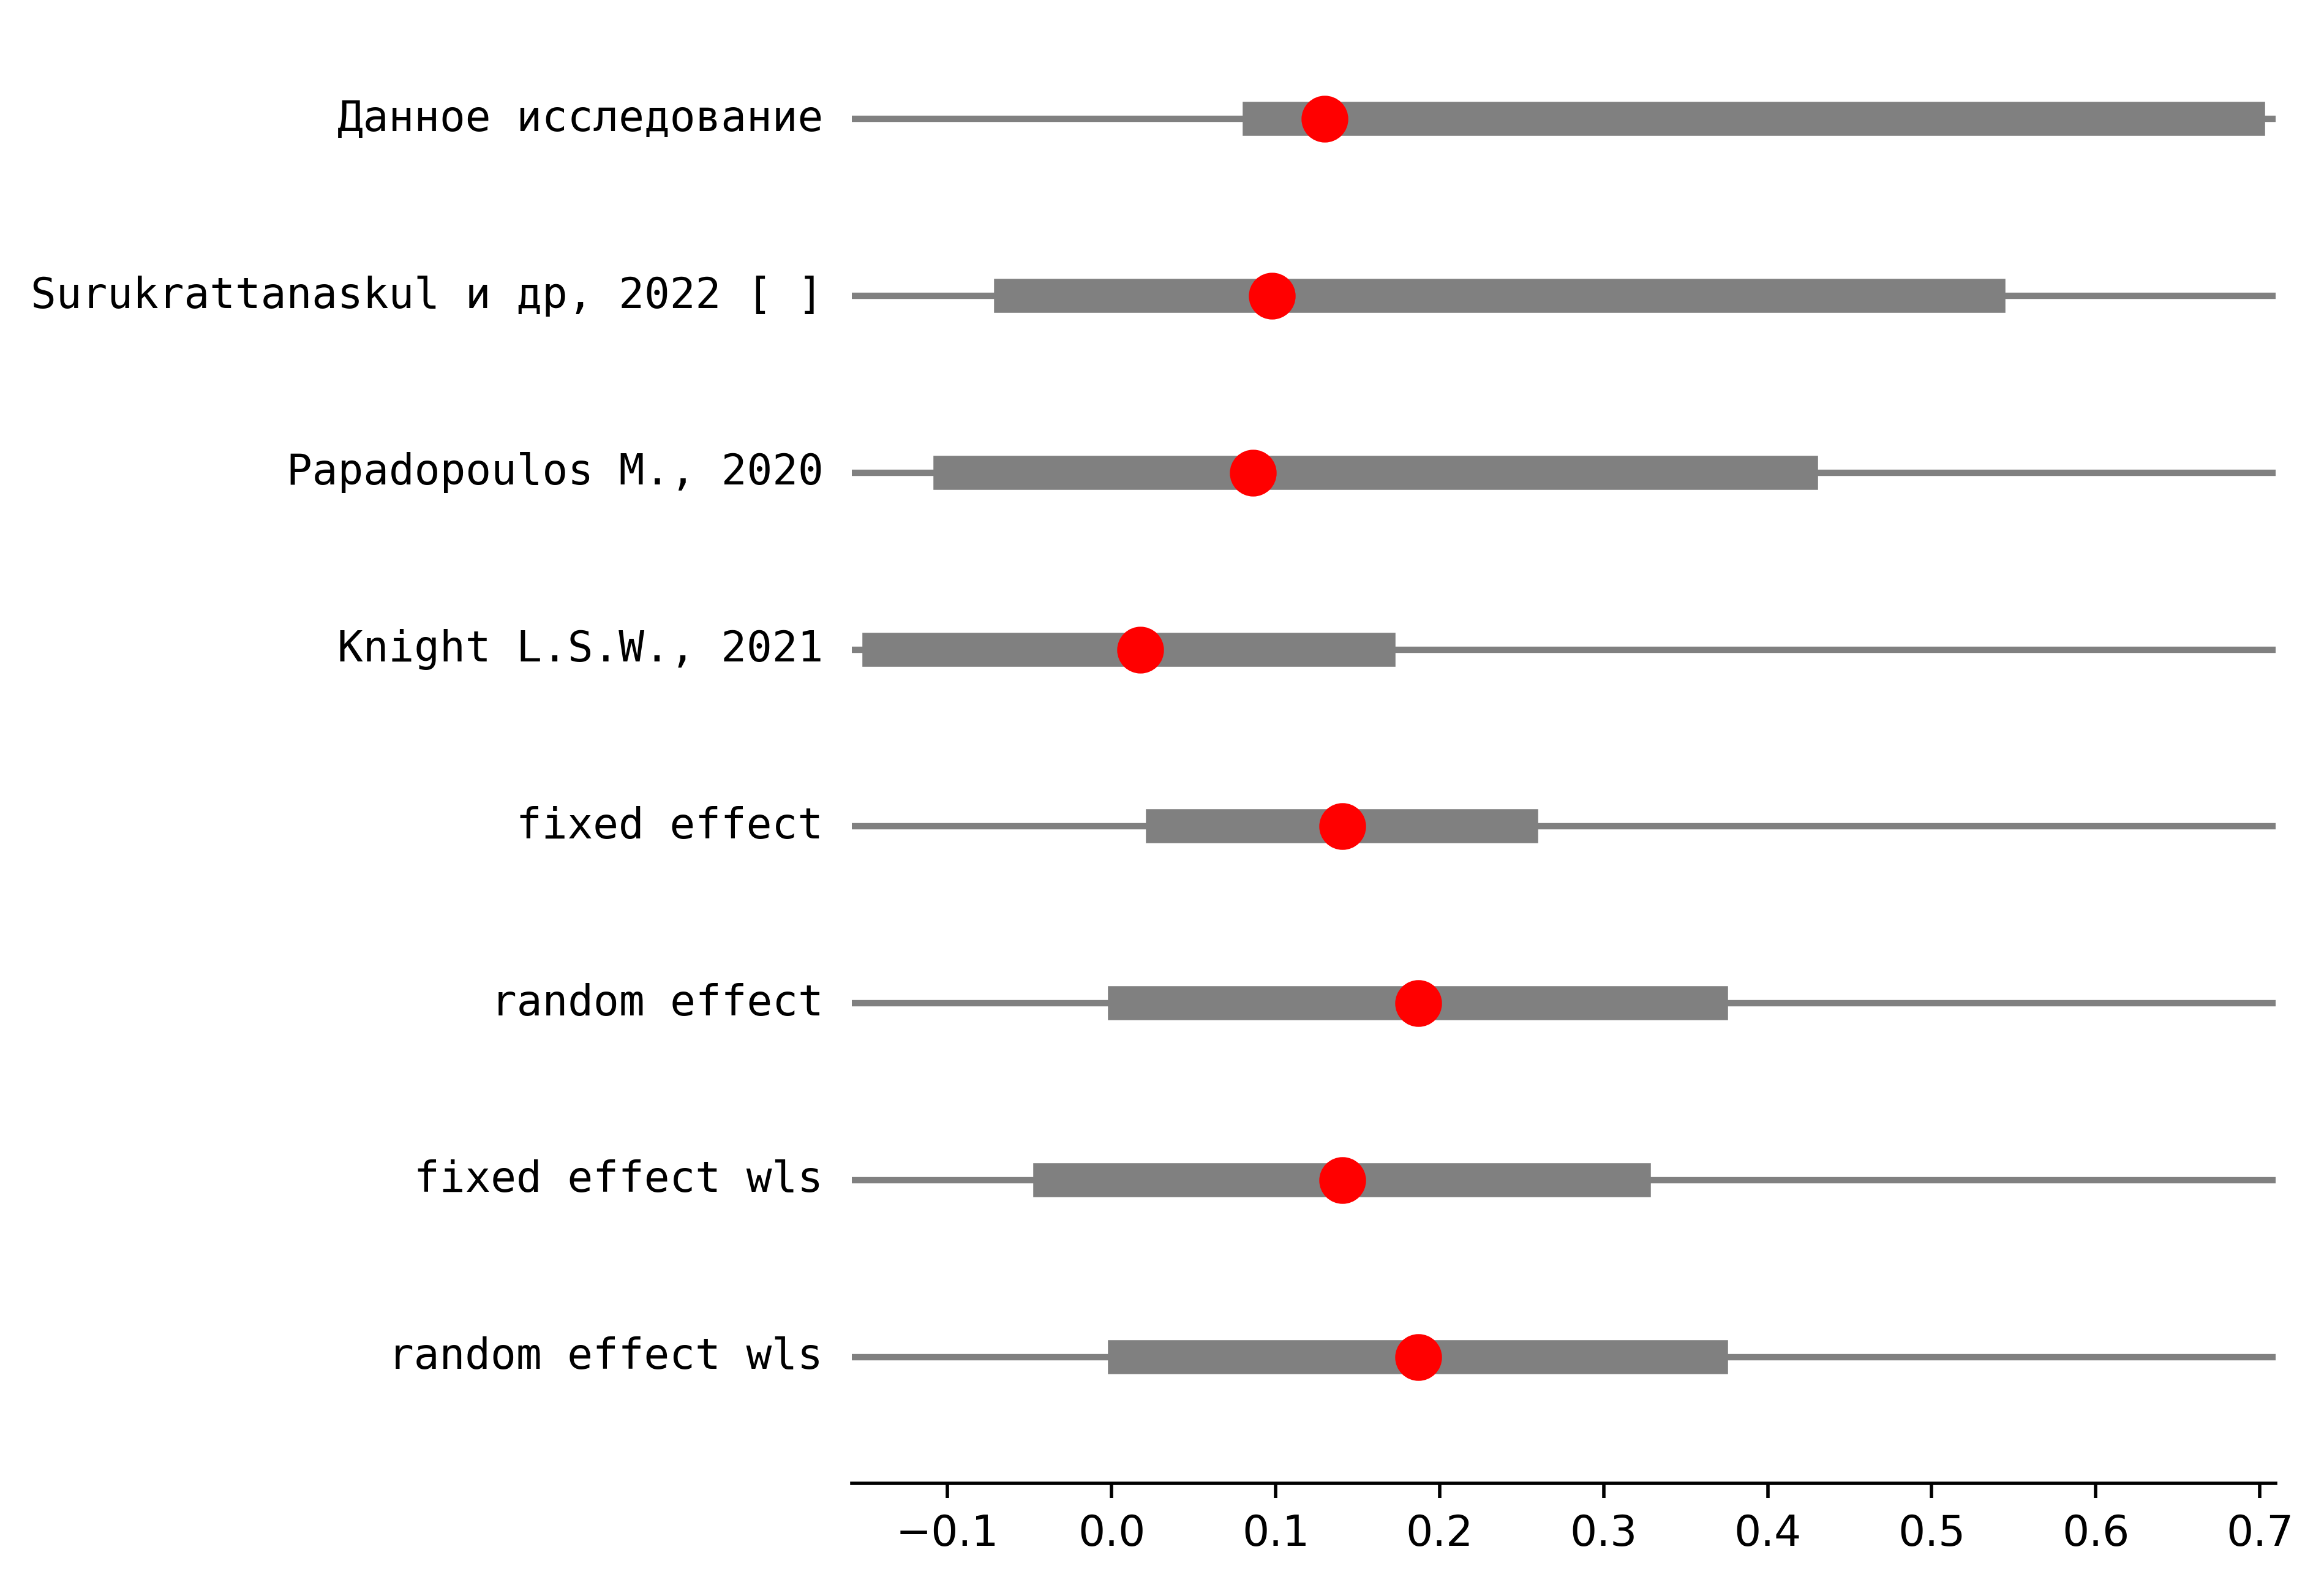 Данное исследование
Surukrattanaskul и др, 2022 [ ]
Papadopoulos M., 2020
Knight L.S.W., 2021
fixed effect
random effect
fixed effect wls
random effect wls
−0.1 0.0 0.1 0.2 0.3 0.4 0.5 0.6 0.7